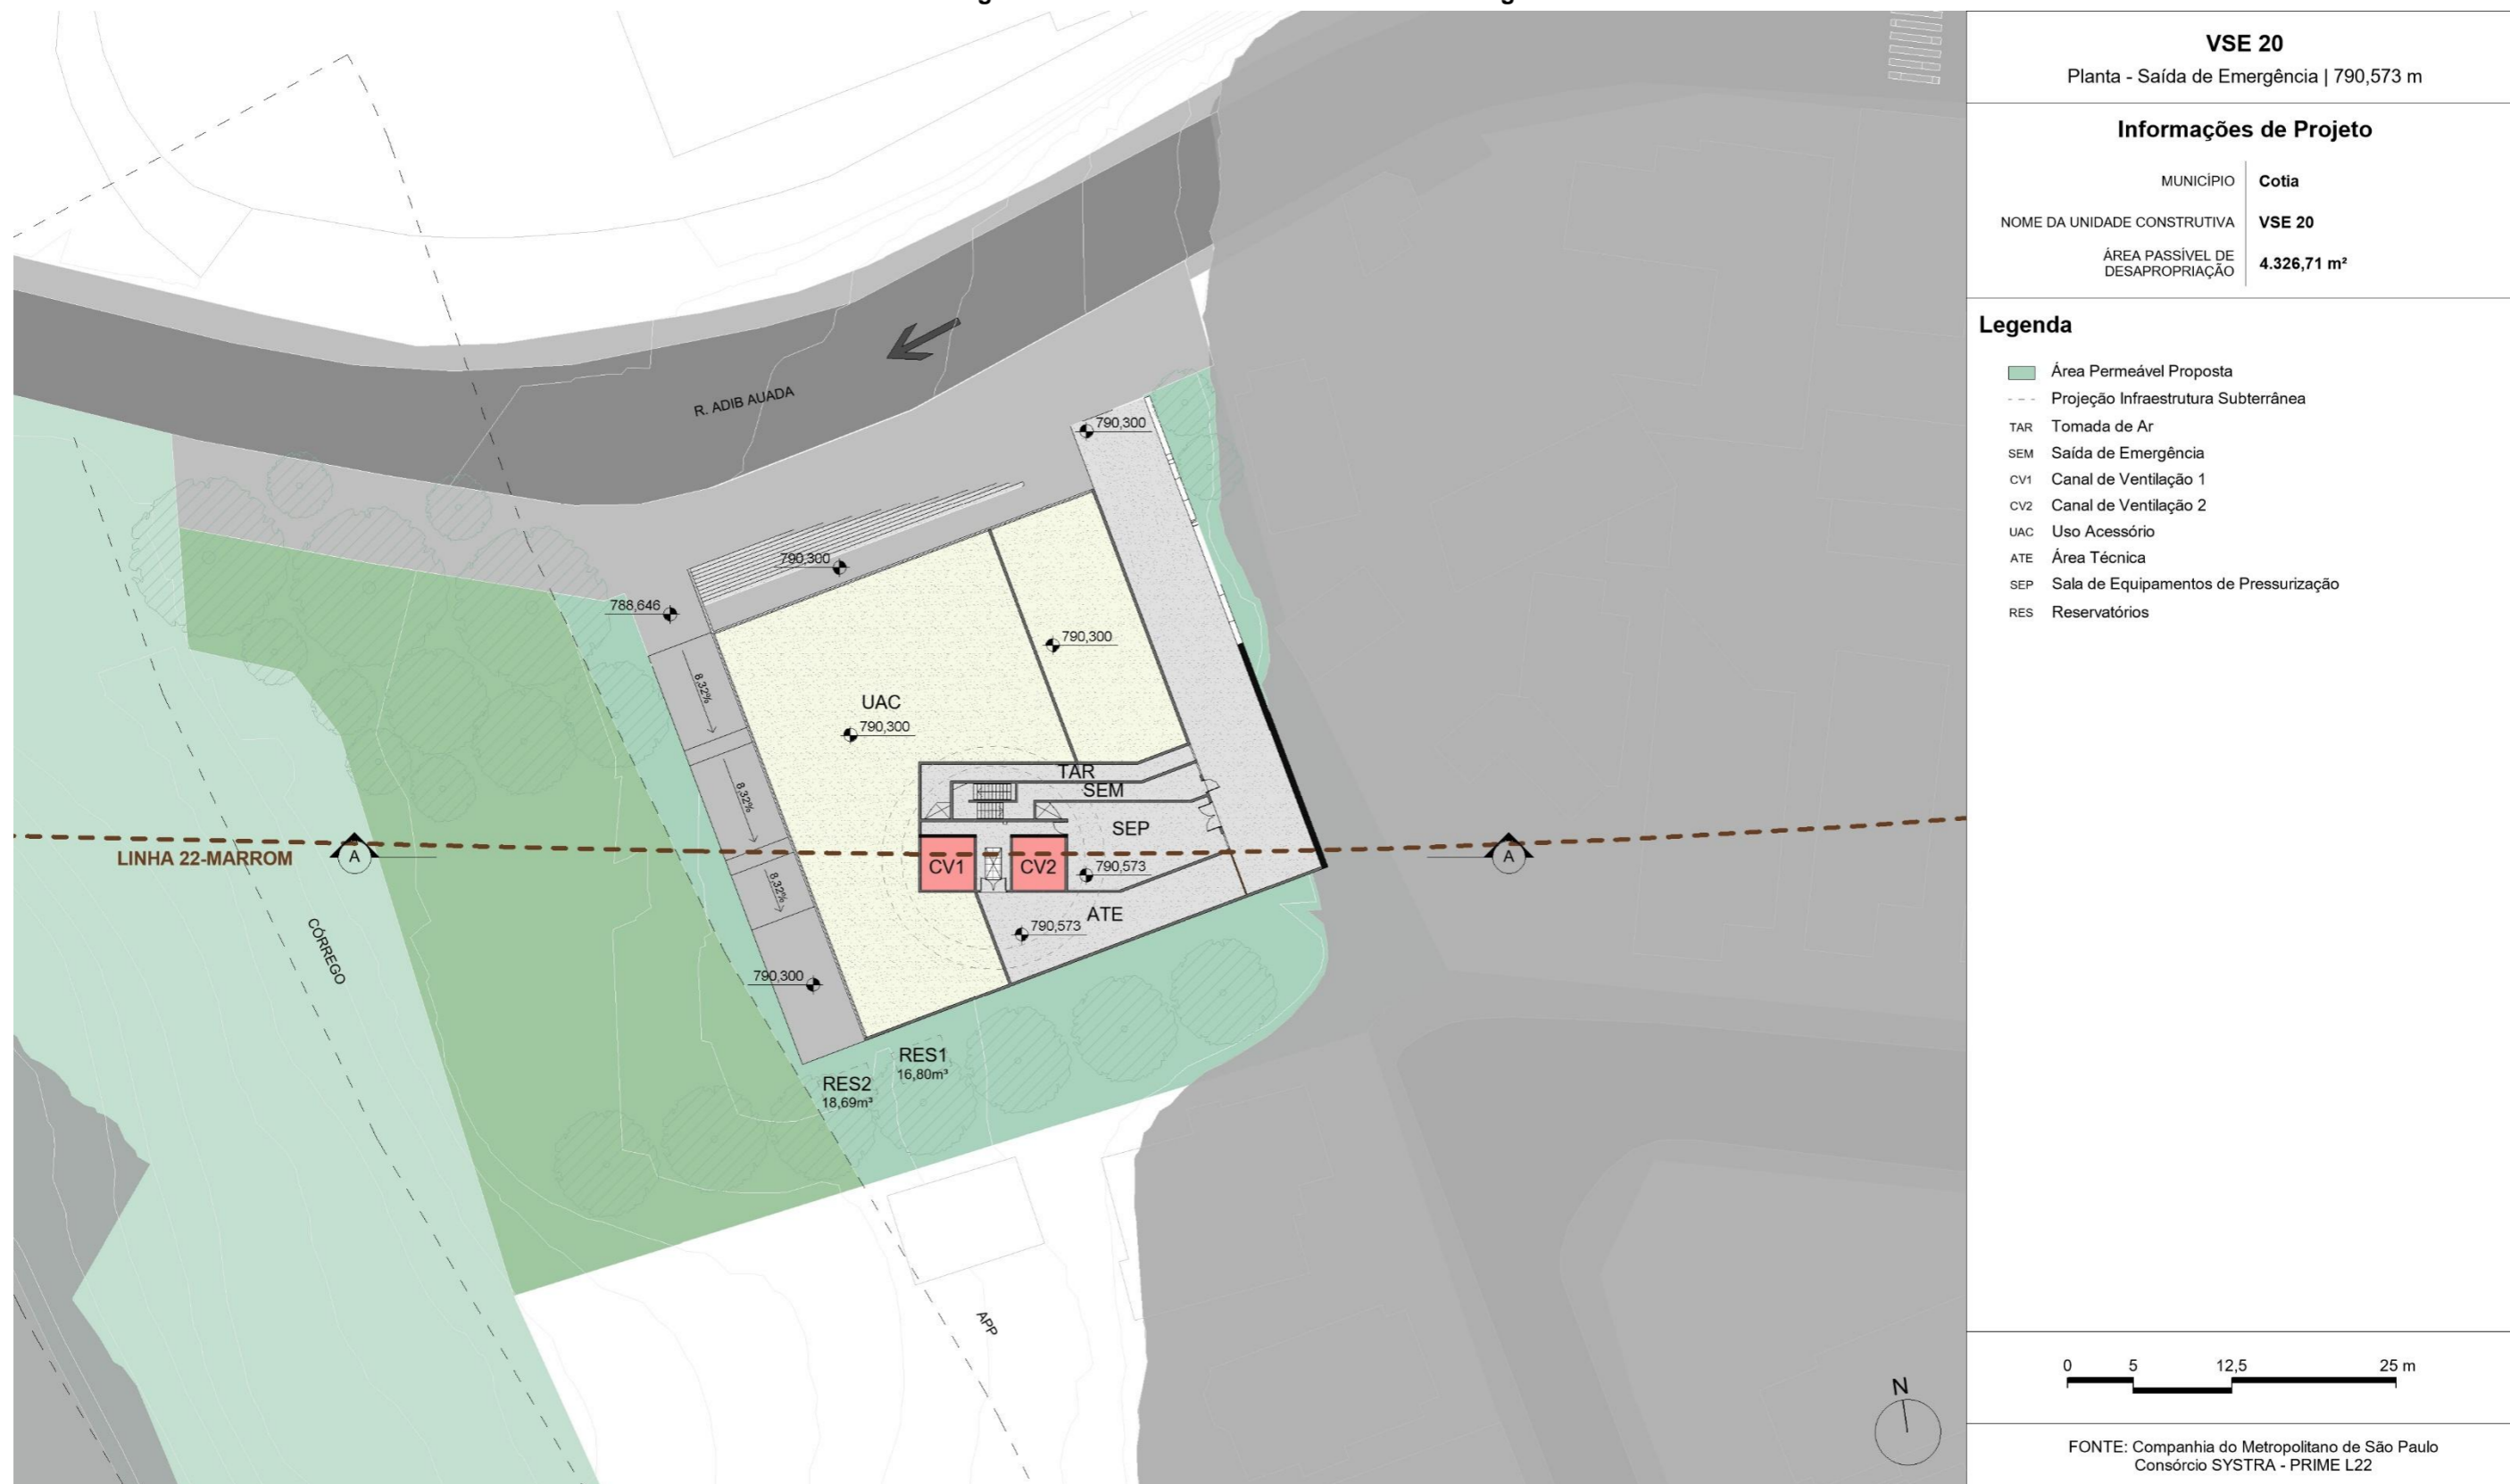 VSE 20
Planta - Saída de Emergência | 790,573 m
Informações de Projeto
MUNICÍPIO Cotia
NOME DA UNIDADE CONSTRUTIVA VSE 20
ÁREA PASSÍVEL DE
DESAPROPRIAÇÃO 4.326,71 m²
Legenda
Área Permeável Proposta
Projeção Infraestrutura Subterrânea
TAR Tomada de Ar
SEM Saída de Emergência
CV1 Canal de Ventilação 1
CV2 Canal de Ventilação 2
UAC Uso Acessório
ATE Área Técnica
SEP Sala de Equipamentos de Pressurização
RES Reservatórios
0 5 12,5 25 m
FONTE: Companhia do Metropolitano de São Paulo
Consórcio SYSTRA - PRIME L22
R. ADIB AUADA
790,300
790,300
788,646
790,300
8,32%
UAC
790,300
TAR
8,32%
SEM
SEP
LINHA 22-MARROM
A
A
CV1
CV2
790,573
8,32%
ATE
790,573
CÓRREGO
790,300
RES1
16,80m³
RES2
18,69m³
APP
N